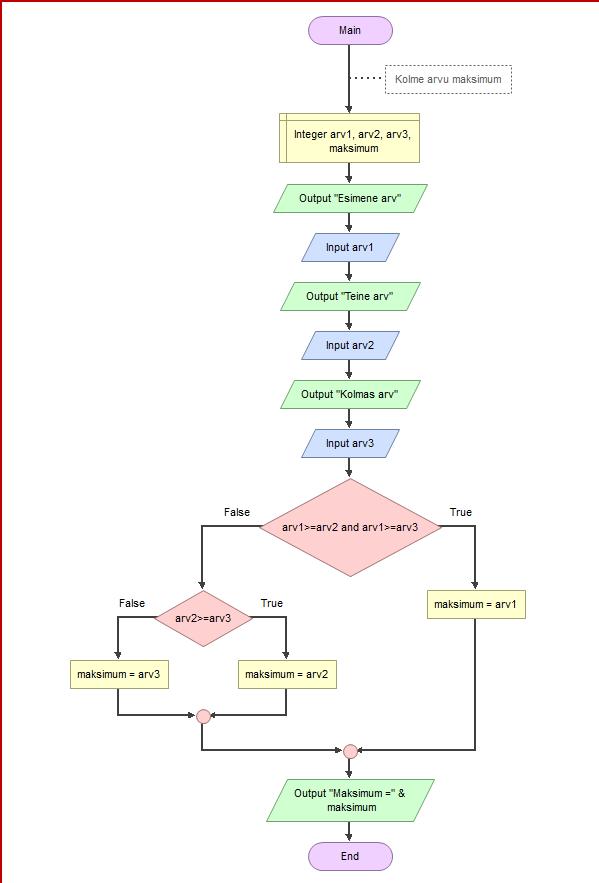 Main
Kolme arvu maksimum
Integer arv1, arv2, arv3,
maksimum
Output "Esimene arv"
Input arv1
Output "Teine arv"
Input arv2
Output "Kolmas arv"
Input arv3
False
True
arv1>=arv2 and arv1>=arv3
False
True
arv2>=arv3
maksimum = arv1
maksimum = arv3
maksimum = arv2
Output "Maksimum =" &
maksimum
End